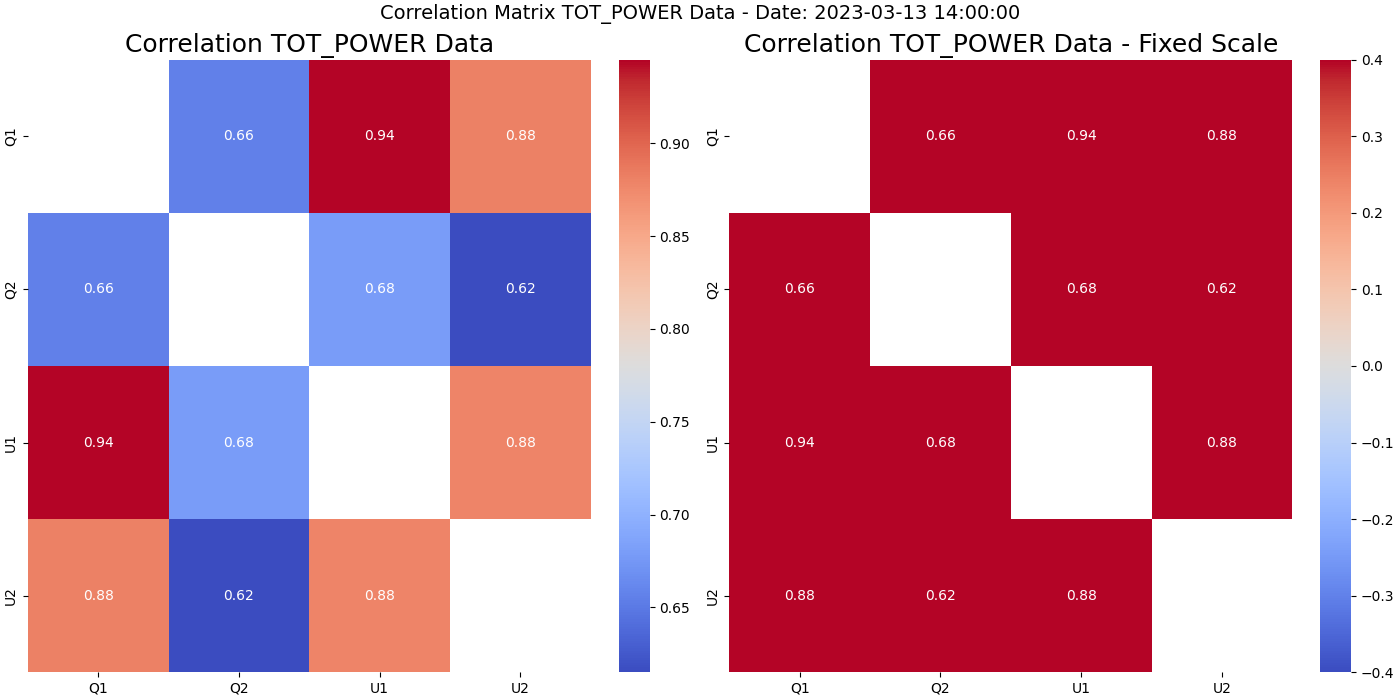 Correlation Matrix TOT_POWER Data - Date: 2023-03-13 14:00:00
Correlation TOT_POWER Data
Q1
0.66 0.94 0.88
Q2
0.66 0.68 0.62
U1
0.94 0.68 0.88
U2
0.88 0.62 0.88
Q1 Q2 U1 U2
0.90
0.85
0.80
0.75
0.70
0.65
Correlation TOT_POWER Data - Fixed Scale
Q1
0.66 0.94 0.88
Q2
0.66 0.68 0.62
U1
0.94 0.68 0.88
U2
0.88 0.62 0.88
Q1 Q2 U1 U2
0.4
0.3
0.2
0.1
0.0
−0.1
−0.2
−0.3
−0.4